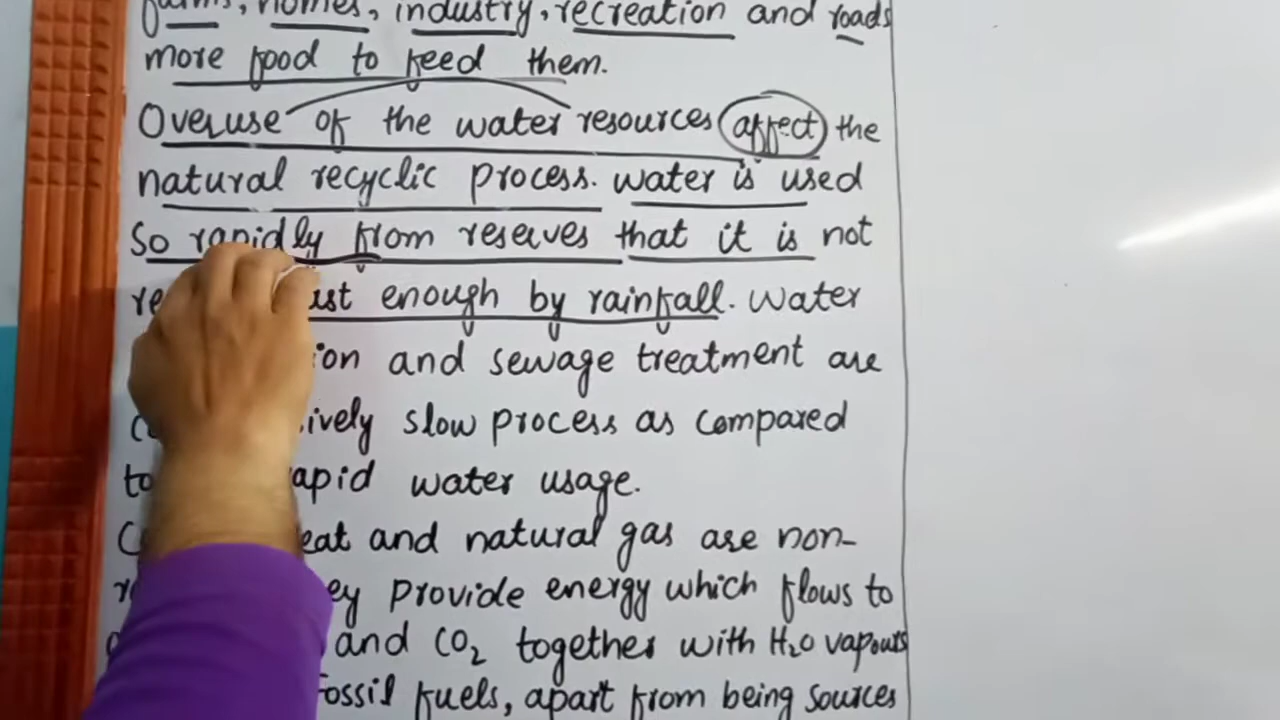 farms, homes, industry, recreation and roads
more food to feed them.
Overuse of the water resources affect the
natural recyclic process. Water is used
So rapidly from reserves that it is not
enough by rainfall. Water
and sewage treatment are
slow process as compared
water usage.
and natural gas are non-
provide energy which flows to
and CO₂ together with H₂O vapours
fossil fuels, apart from being sources